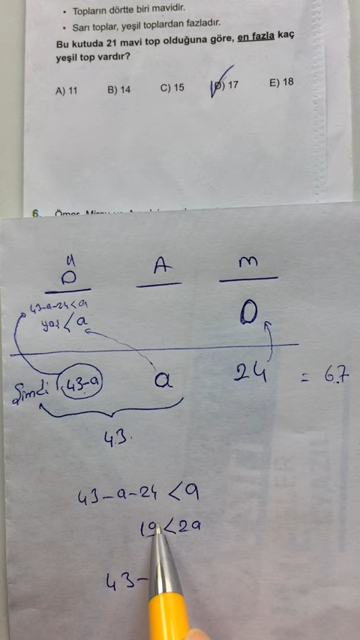 • Topların dörtte biri mavidir.
• Sarı toplar, yeşil toplardan fazladır.
Bu kutuda 21 mavi top olduğuna göre, en fazla kaç
yeşil top vardır?
A) 11 B) 14 C) 15 D) 17 E) 18
6.
A M
43-a-24<a
yaş<a
0
Şimdi 43-a a 24 = 67
43.
43-a-24<a
19<2a
43-